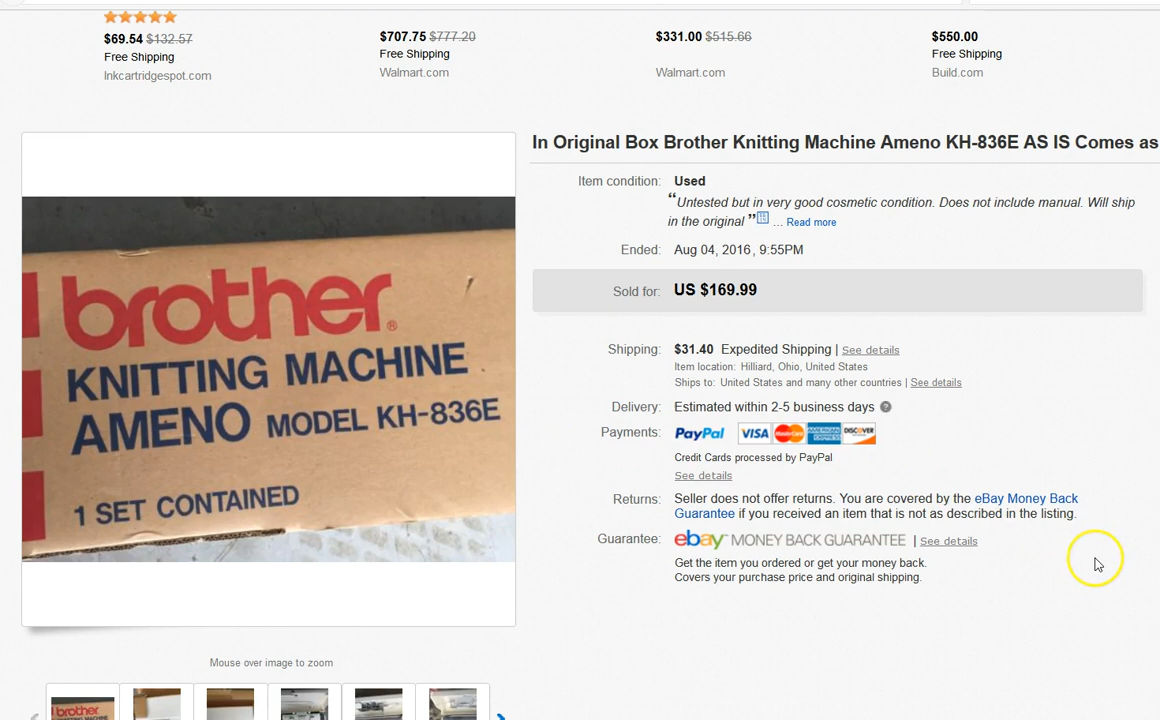 $69.54 $132.57
Free Shipping
Inkcartridgespot.com
$707.75 $777.20
Free Shipping
Walmart.com
$331.00 $515.66
Walmart.com
$550.00
Free Shipping
Build.com
brother®
KNITTING MACHINE
AMENO MODEL KH-836E
1 SET CONTAINED
Mouse over image to zoom
brother
In Original Box Brother Knitting Machine Ameno KH-836E AS IS Comes as
Item condition: Used
“Untested but in very good cosmetic condition. Does not include manual. Will ship
in the original ” ... Read more
Ended: Aug 04, 2016 , 9:55PM
Sold for: US $169.99
Shipping: $31.40 Expedited Shipping | See details
Item location: Hilliard, Ohio, United States
Ships to: United States and many other countries | See details
Delivery: Estimated within 2-5 business days ?
Payments: PayPal VISA MasterCard AMERICAN EXPRESS DISCOVER
Credit Cards processed by PayPal
See details
Returns: Seller does not offer returns. You are covered by the eBay Money Back
Guarantee if you received an item that is not as described in the listing.
Guarantee: ebay MONEY BACK GUARANTEE | See details
Get the item you ordered or get your money back.
Covers your purchase price and original shipping.